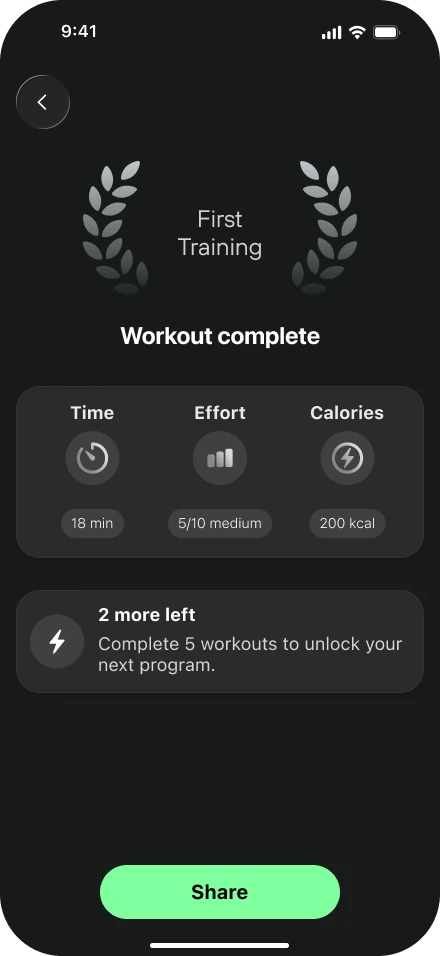 9:41
First
Training
Workout complete
Time Effort Calories
18 min 5/10 medium 200 kcal
2 more left
Complete 5 workouts to unlock your
next program.
Share